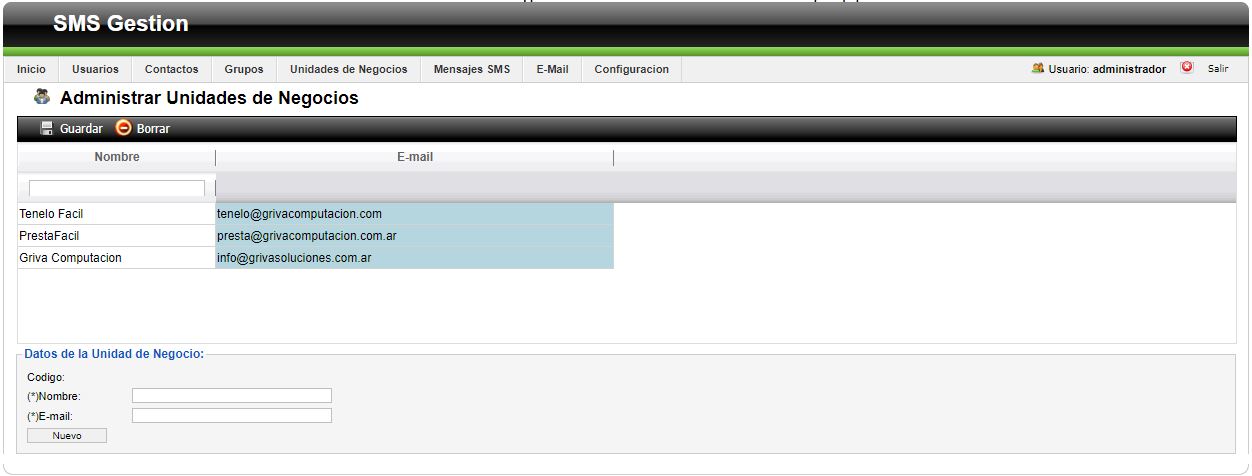 SMS Gestion
Inicio Usuarios Contactos Grupos Unidades de Negocios Mensajes SMS E-Mail Configuracion Usuario: administrador Salir
Administrar Unidades de Negocios
Guardar Borrar
Nombre E-mail
Tenelo Facil tenelo@grivacomputacion.com
PrestaFacil presta@grivacomputacion.com.ar
Griva Computacion info@grivasoluciones.com.ar
Datos de la Unidad de Negocio:
Codigo:
(*)Nombre:
(*)E-mail:
Nuevo